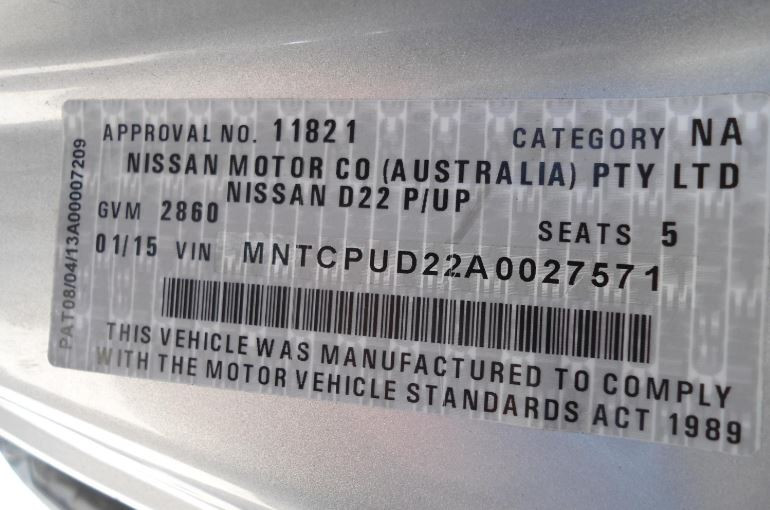 APPROVAL NO. 11821 CATEGORY NA
NISSAN MOTOR CO (AUSTRALIA) PTY LTD
NISSAN D22 P/UP
GVM 2860 SEATS 5
01/15 VIN MNTCPUD22A0027571
THIS VEHICLE WAS MANUFACTURED TO COMPLY
WITH THE MOTOR VEHICLE STANDARDS ACT 1989
PAT08/04/13A00007209